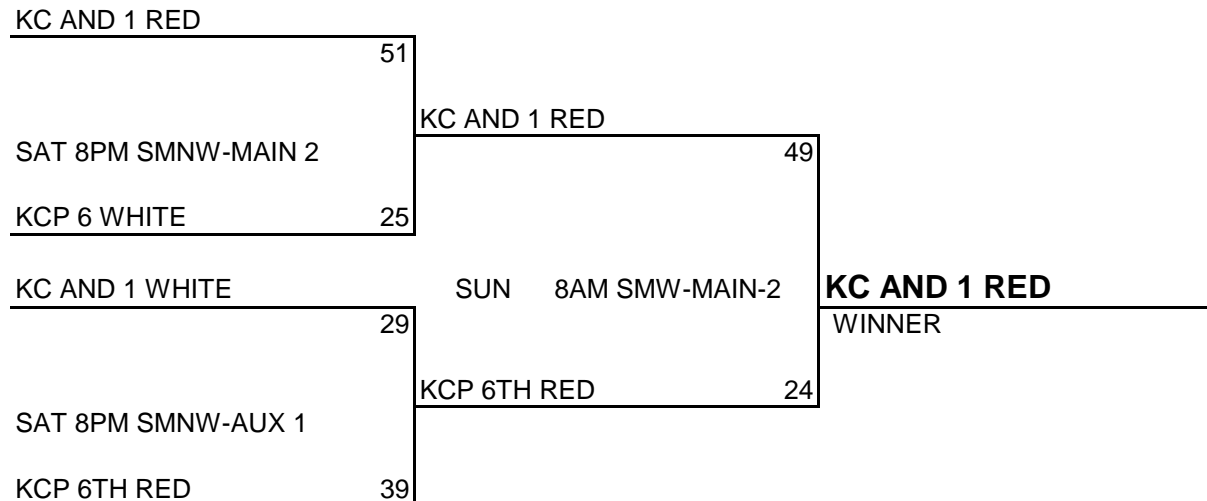 KC AND 1 RED
51
KC AND 1 RED
SAT 8PM SMNW-MAIN 2
49
KCP 6 WHITE 25
KC AND 1 WHITE
SUN 8AM SMW-MAIN-2
KC AND 1 RED
29
WINNER
KCP 6TH RED 24
SAT 8PM SMNW-AUX 1
KCP 6TH RED 39